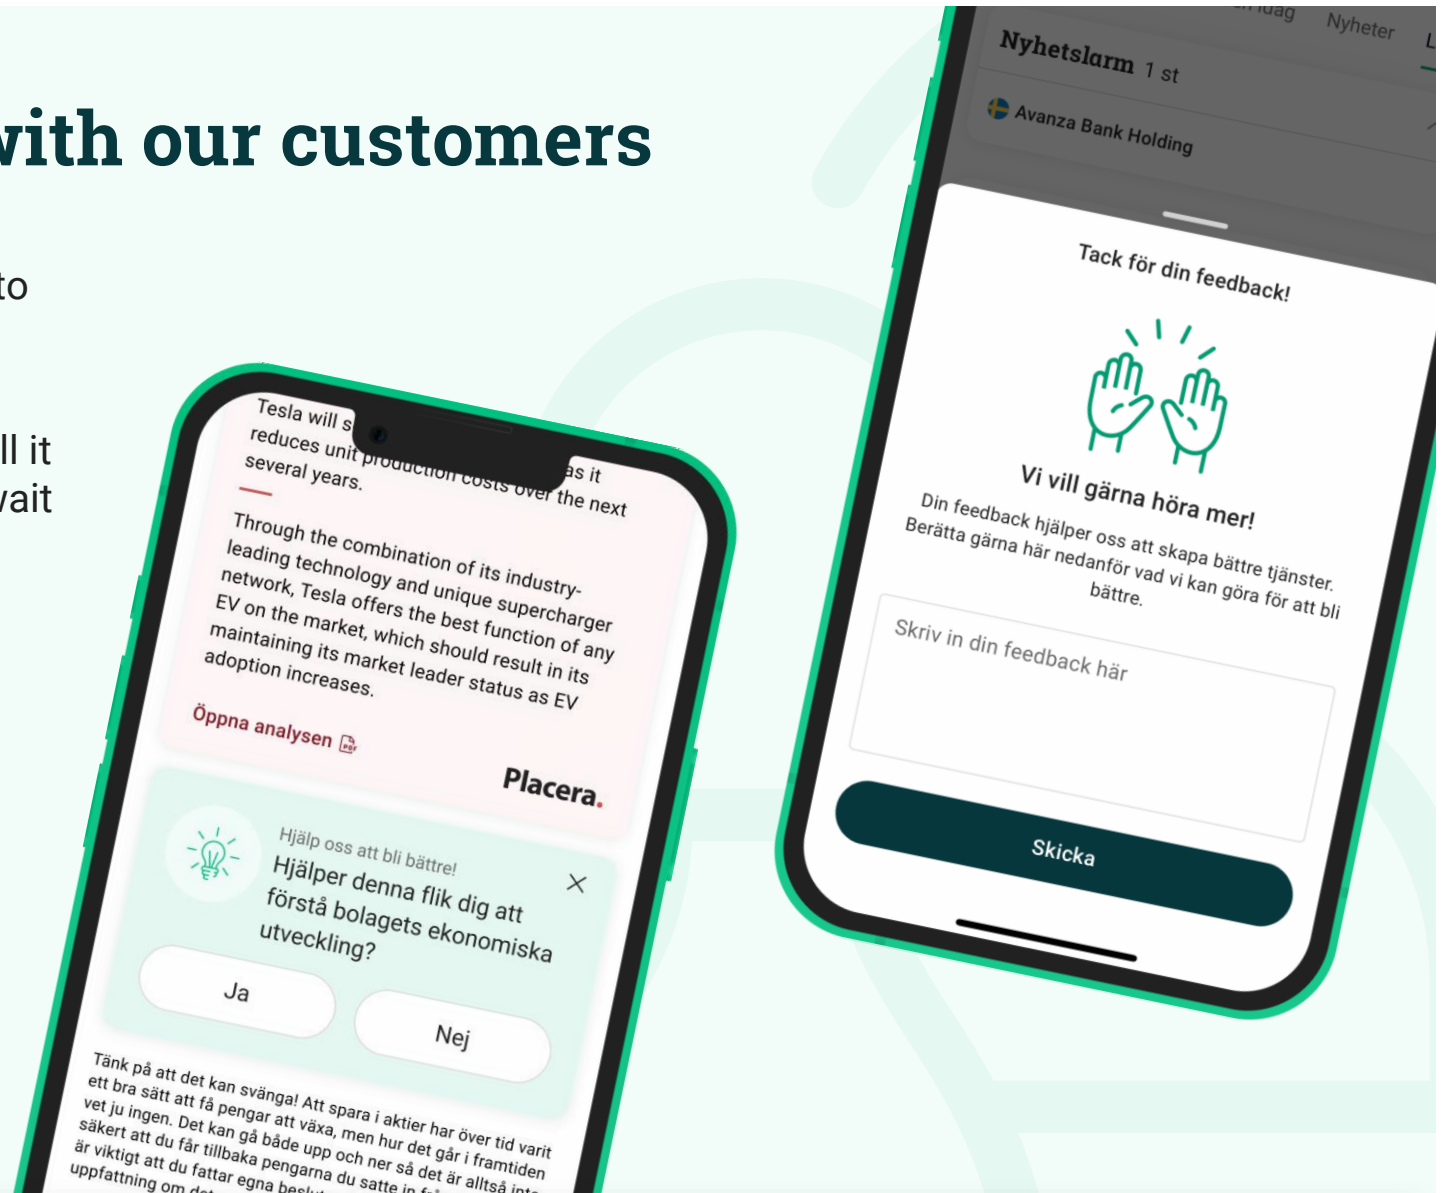 with our customers
to
ll it
wait
Tesla will s
as it
reduces unit production costs over the next
several years.
Through the combination of its industry-
leading technology and unique supercharger
network, Tesla offers the best function of any
EV on the market, which should result in its
maintaining its market leader status as EV
adoption increases.
Öppna analysen
PDF
Placera.
Hjälp oss att bli bättre!
Hjälper denna flik dig att
förstå bolagets ekonomiska
utveckling?
Ja
Nej
Tänk på att det kan svänga! Att spara i aktier har över tid varit
ett bra sätt att få pengar att växa, men hur det går i framtiden
vet ju ingen. Det kan gå både upp och ner så det är alltså inte
säkert att du får tillbaka pengarna du satte in
är viktigt att du fattar egna
uppfattning om
idag
Nyheter
L
Nyhetslarm 1 st
Avanza Bank Holding
Tack för din feedback!
Vi vill gärna höra mer!
Din feedback hjälper oss att skapa bättre tjänster.
Berätta gärna här nedanför vad vi kan göra för att bli
bättre.
Skriv in din feedback här
Skicka